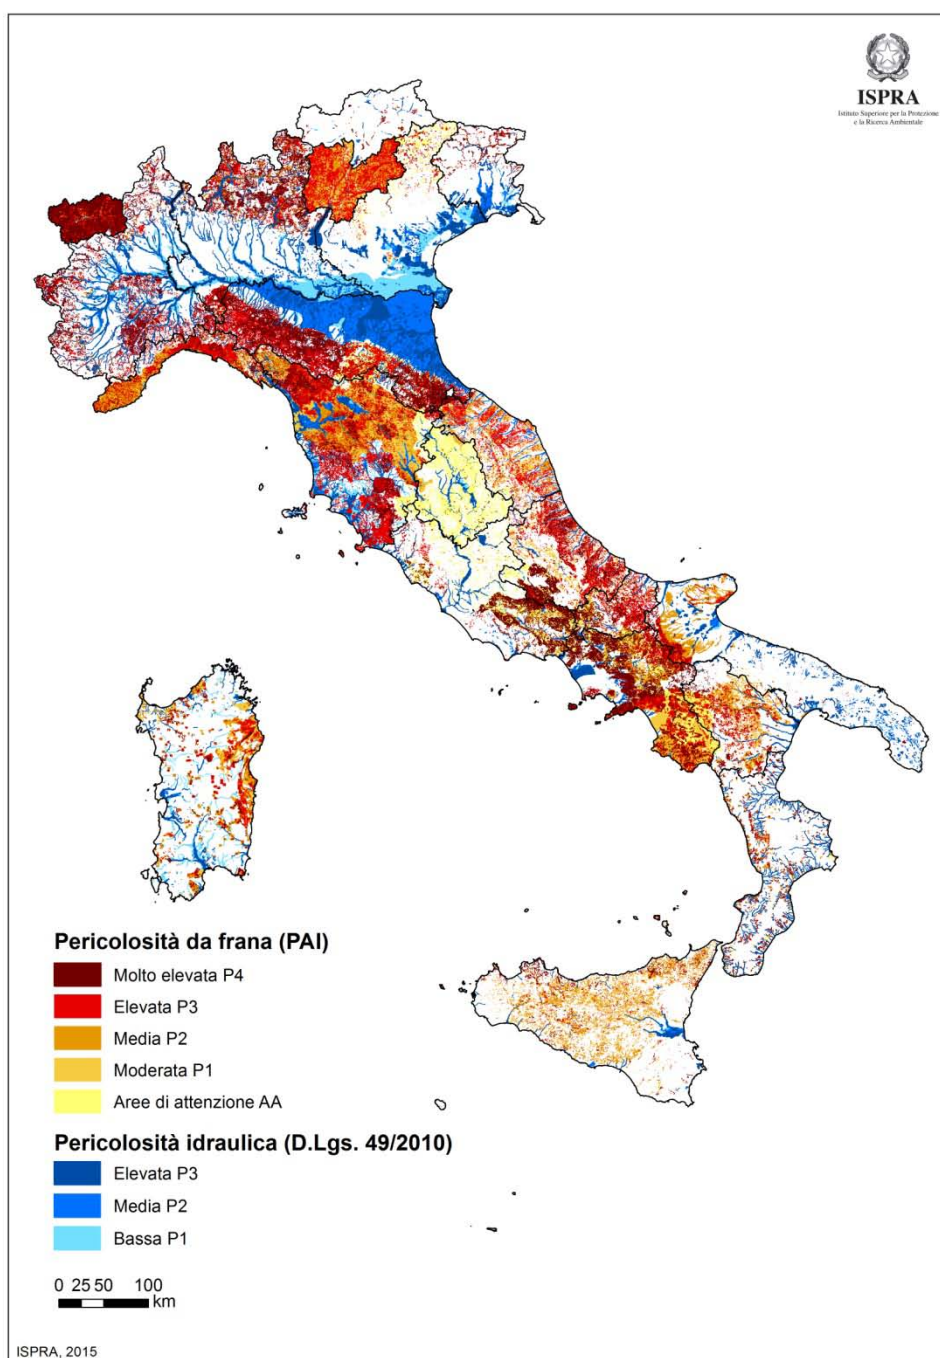 ISPRA
Istituto Superiore per la Protezione
e la Ricerca Ambientale
Pericolosità da frana (PAI)
Molto elevata P4
Elevata P3
Media P2
Moderata P1
Aree di attenzione AA
Pericolosità idraulica (D.Lgs. 49/2010)
Elevata P3
Media P2
Bassa P1
0 25 50 100
km
ISPRA, 2015